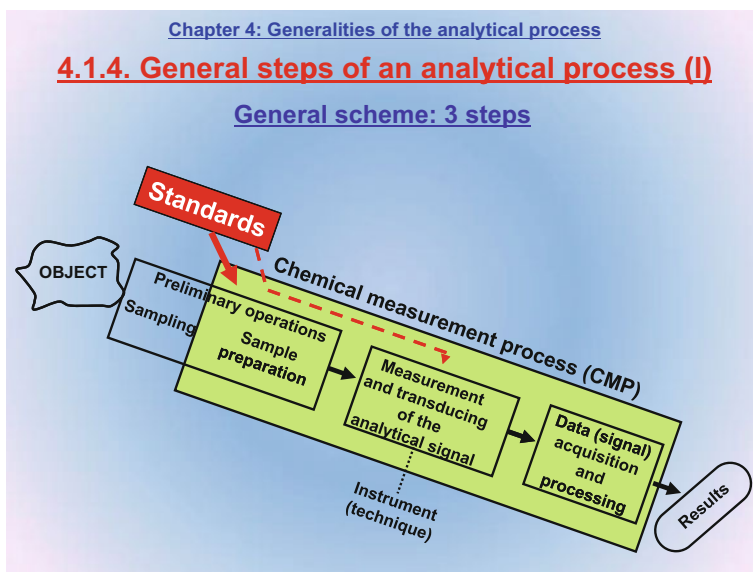 Chapter 4: Generalities of the analytical process
4.1.4. General steps of an analytical process (I)
General scheme: 3 steps
Standards
OBJECT
Chemical measurement process (CMP)
Preliminary operations
Sampling
Sample
preparation
Measurement
and transducing
of the
analytical signal
Data (signal)
acquisition
and
processing
Instrument
(technique)
Results